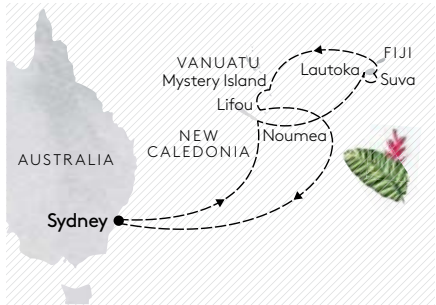 VANUATU
Mystery Island
FIJI
Lautoka
Suva
Lifou
NEW
CALEDONIA
Noumea
AUSTRALIA
Sydney